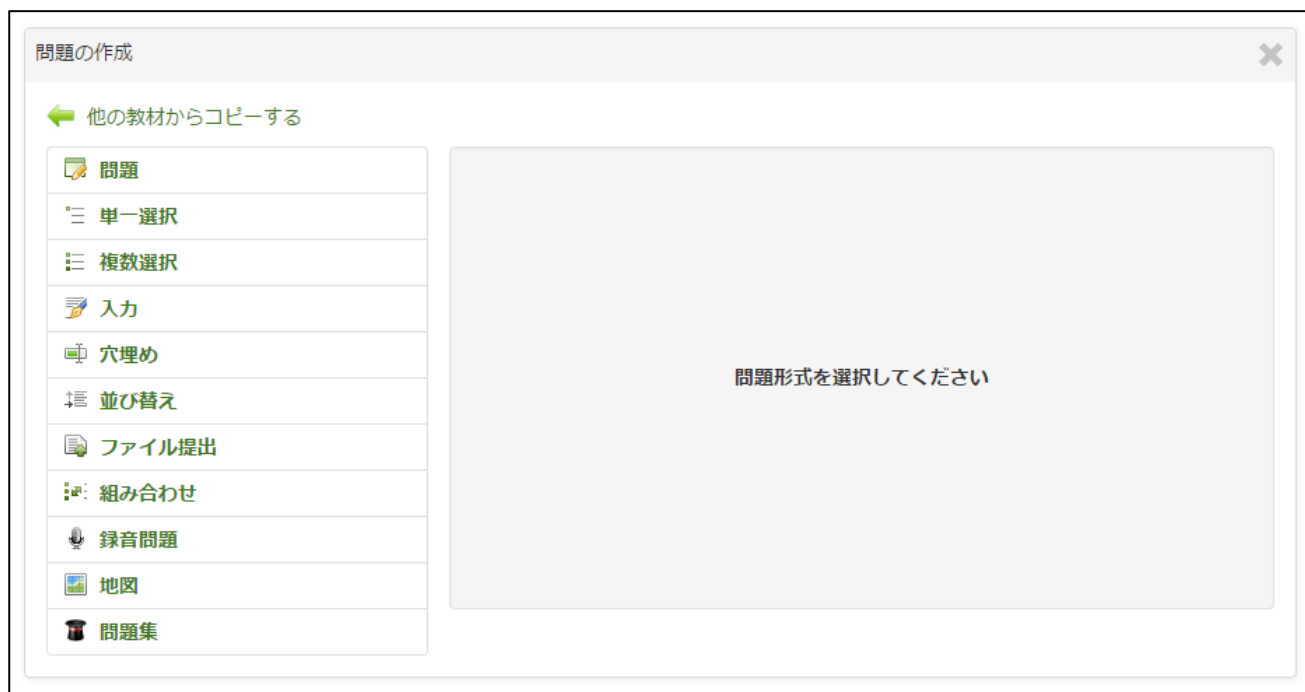 問題の作成
他の教材からコピーする
問題
単一選択
複数選択
入力
穴埋め
並び替え
ファイル提出
組み合わせ
録音問題
地図
問題集
問題形式を選択してください